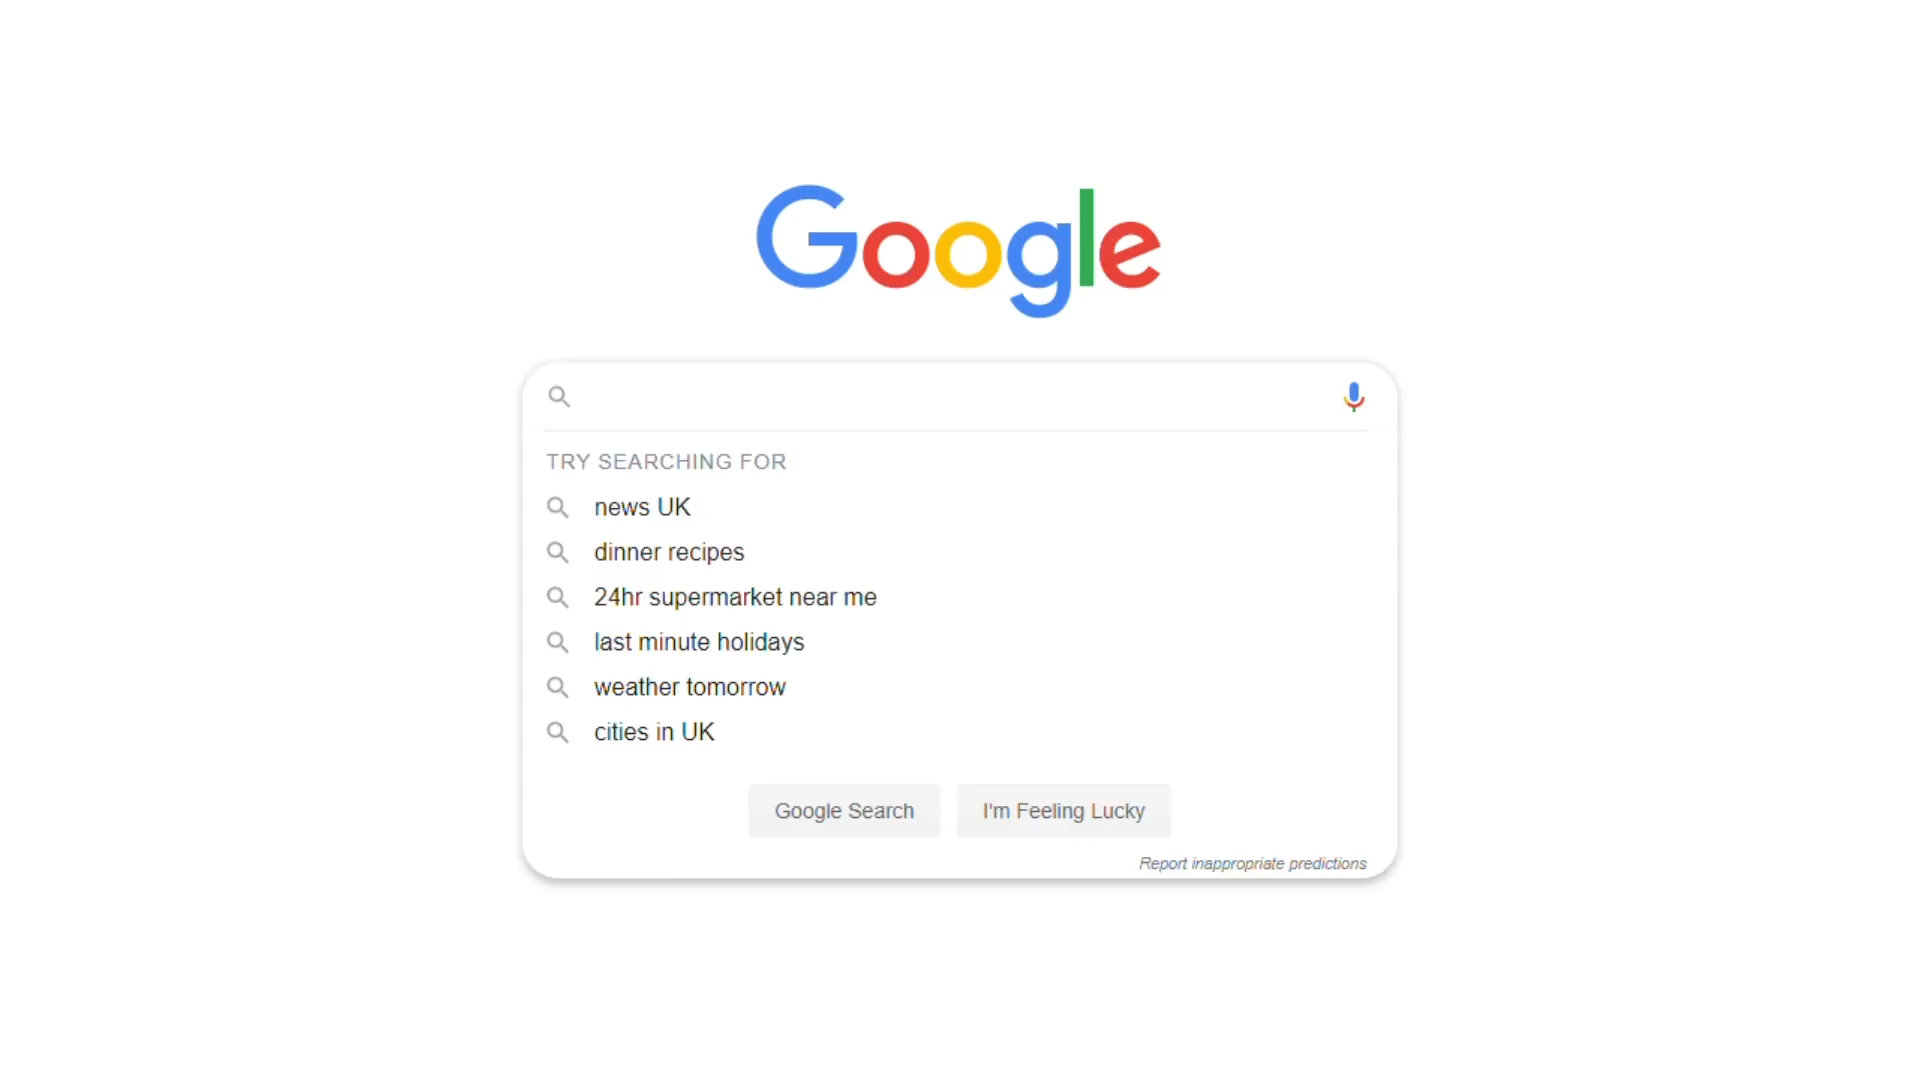 Google
TRY SEARCHING FOR
news UK
dinner recipes
24hr supermarket near me
last minute holidays
weather tomorrow
cities in UK
Google Search
I'm Feeling Lucky
Report inappropriate predictions